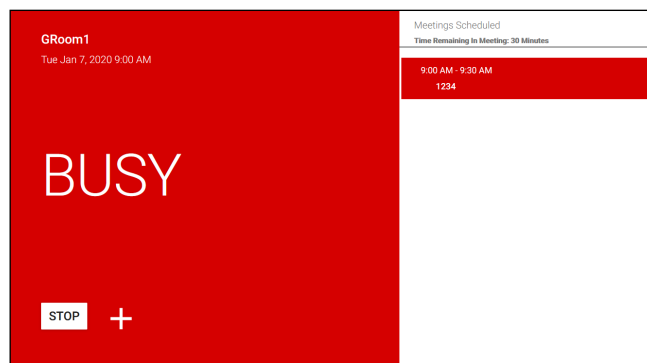 GRoom1
Tue Jan 7, 2020 9:00 AM
BUSY
STOP
Meetings Scheduled
Time Remaining In Meeting: 30 Minutes
9:00 AM - 9:30 AM
1234